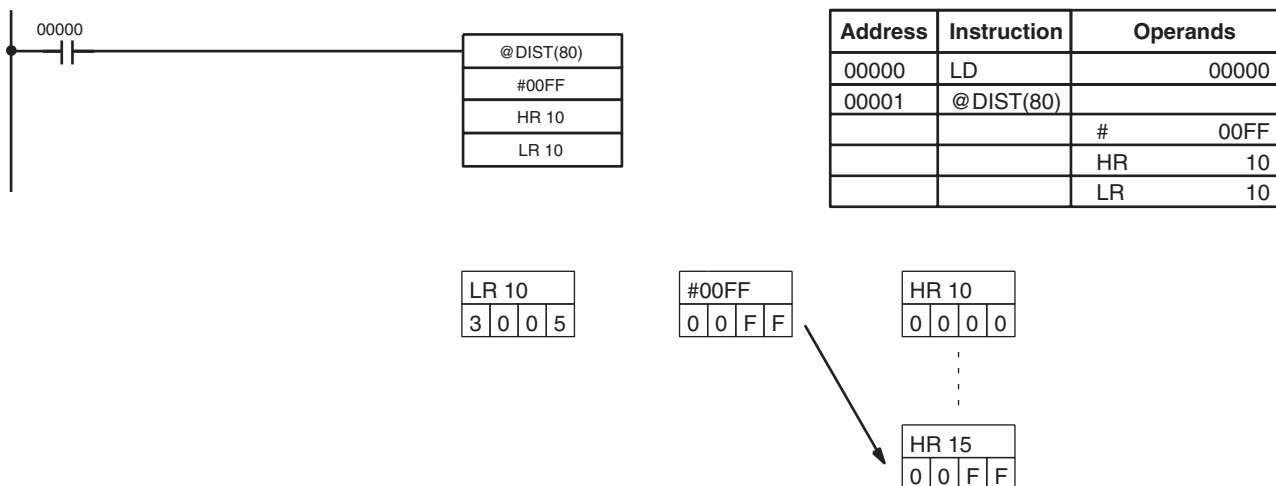 00000
@DIST(80)
#00FF
HR 10
LR 10
Address Instruction Operands
00000 LD 00000
00001 @DIST(80)
# 00FF
HR 10
LR 10
LR 10 #00FF HR 10
3 0 0 5 0 0 F F 0 0 0 0
HR 15
0 0 F F